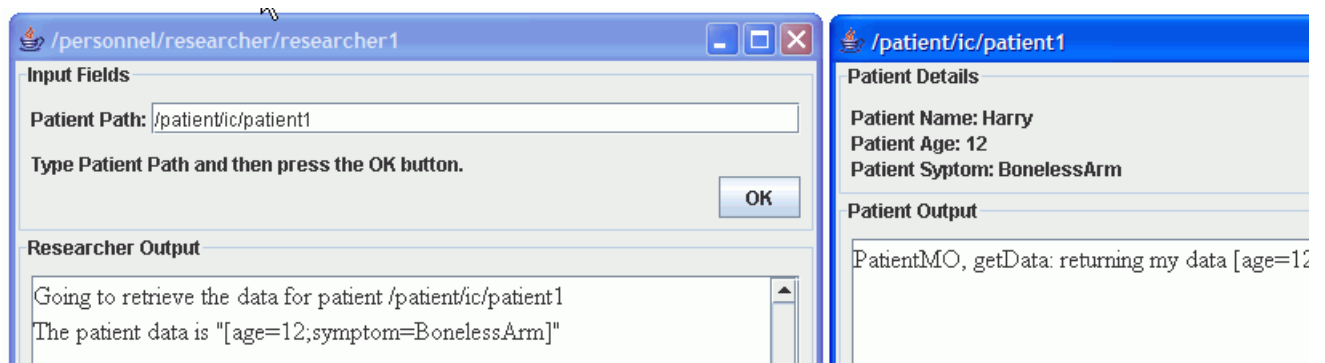 /personnel/researcher/researcher1
Input Fields
Patient Path: /patient/ic/patient1
Type Patient Path and then press the OK button.
OK
Researcher Output
Going to retrieve the data for patient /patient/ic/patient1
The patient data is "[age=12;symptom=BonelessArm]"
/patient/ic/patient1
Patient Details
Patient Name: Harry
Patient Age: 12
Patient Syptom: BonelessArm
Patient Output
PatientMO, getData: returning my data [age=12